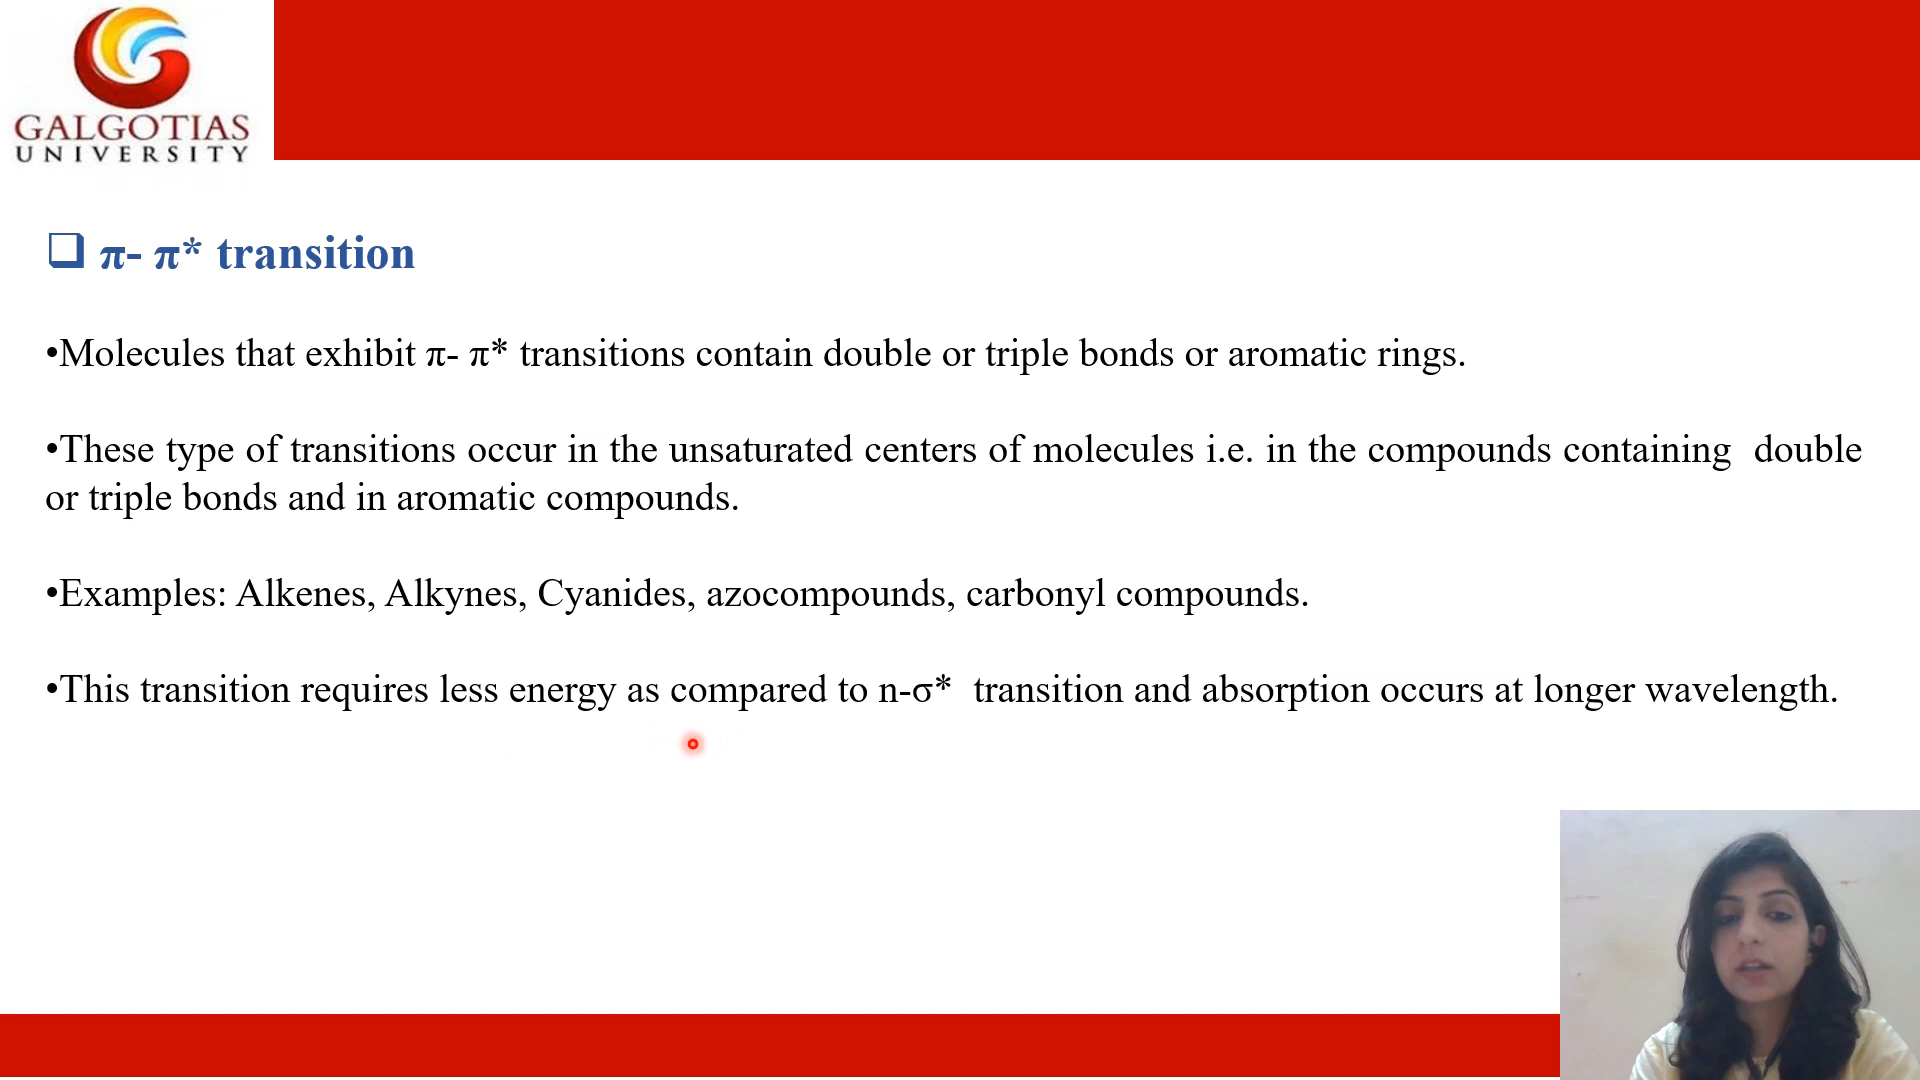 GALGOTIAS
UNIVERSITY
❑ π- π* transition
•Molecules that exhibit π- π* transitions contain double or triple bonds or aromatic rings.
•These type of transitions occur in the unsaturated centers of molecules i.e. in the compounds containing  double
or triple bonds and in aromatic compounds.
•Examples: Alkenes, Alkynes, Cyanides, azocompounds, carbonyl compounds.
•This transition requires less energy as compared to n-σ*  transition and absorption occurs at longer wavelength.